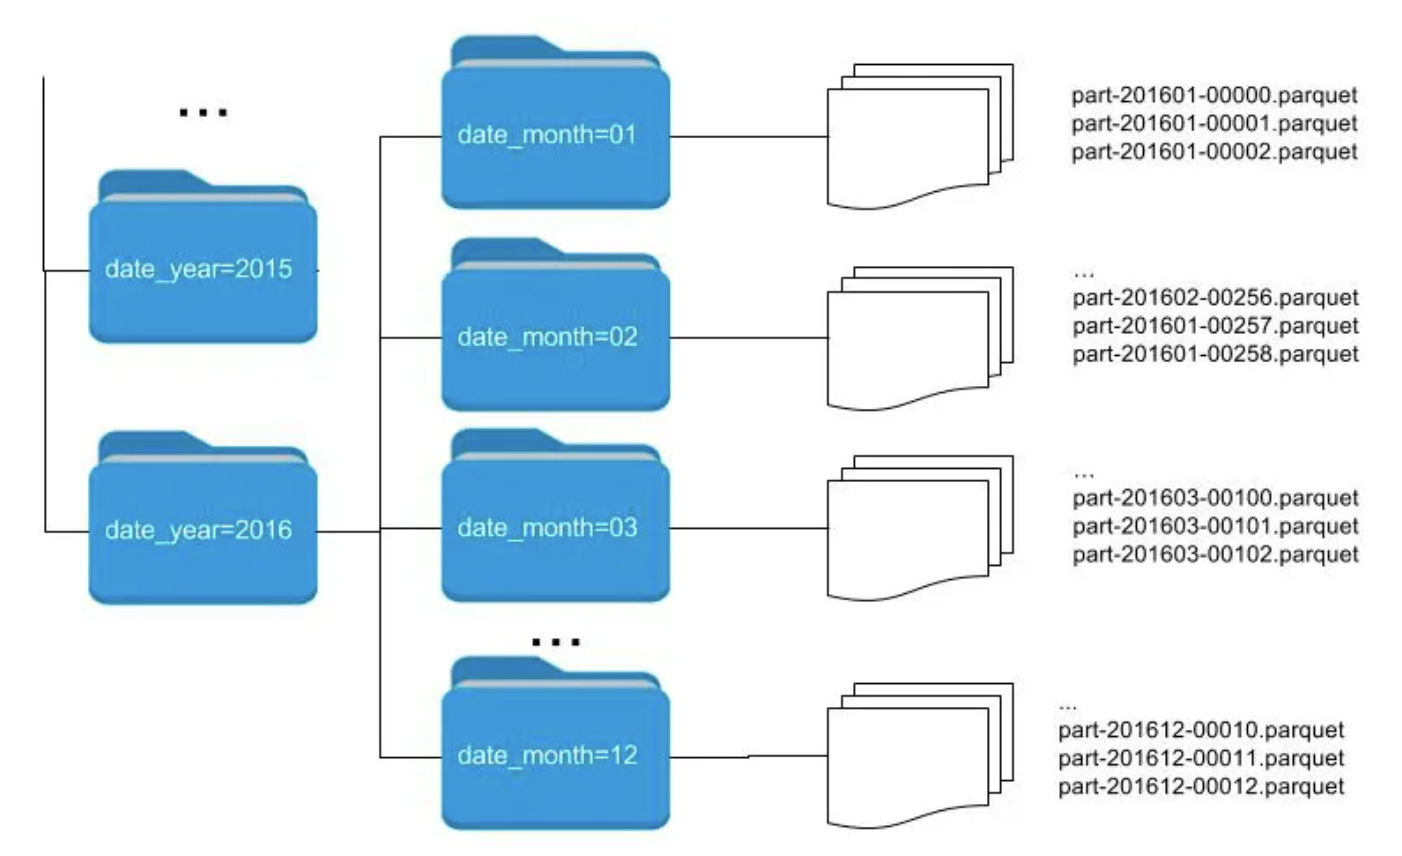 ...
date_year=2015
date_year=2016
date_month=01
part-201601-00000.parquet
part-201601-00001.parquet
part-201601-00002.parquet
date_month=02
...
part-201602-00256.parquet
part-201601-00257.parquet
part-201601-00258.parquet
date_month=03
...
part-201603-00100.parquet
part-201603-00101.parquet
part-201603-00102.parquet
...
date_month=12
...
part-201612-00010.parquet
part-201612-00011.parquet
part-201612-00012.parquet